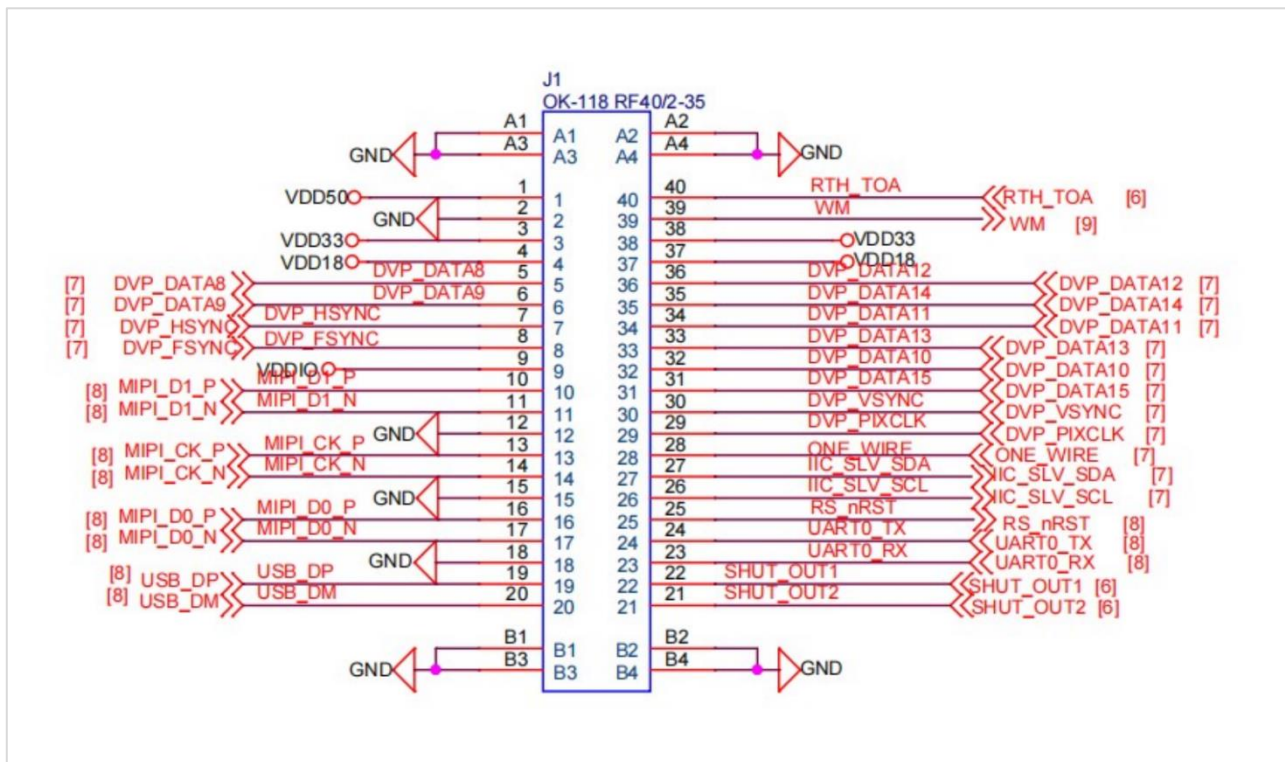 J1
OK-118 RF40/2-35
A1 A1 A2 A2
GND A3 A3 A4 A4 GND
VDD50 1 1 40 40 RTH_TOA RTH_TOA [6]
GND 2 2 39 39 WM WM [9]
VDD33 3 3 38 38 VDD33
VDD18 4 4 37 37 VDD18
[7] DVP_DATA8 DVP_DATA8 5 5 36 36 DVP_DATA12 DVP_DATA12 [7]
[7] DVP_DATA9 DVP_DATA9 6 6 35 35 DVP_DATA14 DVP_DATA14 [7]
[7] DVP_HSYNC DVP_HSYNC 7 7 34 34 DVP_DATA11 DVP_DATA11 [7]
[7] DVP_FSYNC DVP_FSYNC 8 8 33 33 DVP_DATA13 DVP_DATA13 [7]
VDDIO 9 9 32 32 DVP_DATA10 DVP_DATA10 [7]
[8] MIPI_D1_P MIPI_D1_P 10 10 31 31 DVP_DATA15 DVP_DATA15 [7]
[8] MIPI_D1_N MIPI_D1_N 11 11 30 30 DVP_VSYNC DVP_VSYNC [7]
GND 12 12 29 29 DVP_PIXCLK DVP_PIXCLK [7]
[8] MIPI_CK_P MIPI_CK_P 13 13 28 28 ONE_WIRE ONE_WIRE [7]
[8] MIPI_CK_N MIPI_CK_N 14 14 27 27 IIC_SLV_SDA IIC_SLV_SDA [7]
GND 15 15 26 26 IIC_SLV_SCL IIC_SLV_SCL [7]
[8] MIPI_D0_P MIPI_D0_P 16 16 25 25 RS_nRST RS_nRST [8]
[8] MIPI_D0_N MIPI_D0_N 17 17 24 24 UART0_TX UART0_TX [8]
GND 18 18 23 23 UART0_RX UART0_RX [8]
[8] USB_DP USB_DP 19 19 22 22 SHUT_OUT1 SHUT_OUT1 [6]
[8] USB_DM USB_DM 20 20 21 21 SHUT_OUT2 SHUT_OUT2 [6]
B1 B1 B2 B2
GND B3 B3 B4 B4 GND